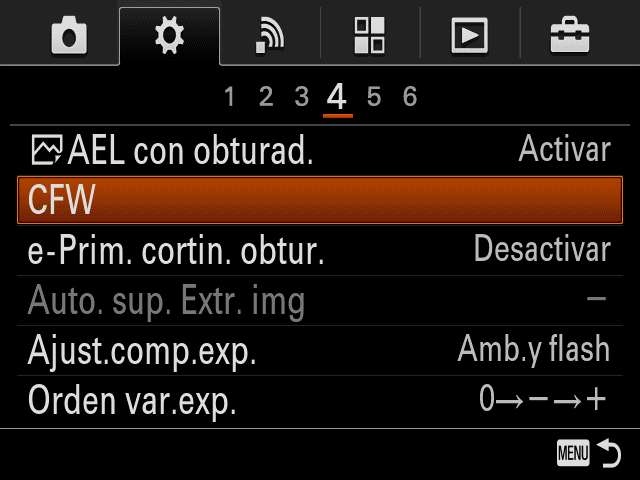 1 2 3 4 5 6
AEL con obturad. Activar
CFW
e-Prim. cortin. obtur. Desactivar
Auto. sup. Extr. img –
Ajust.comp.exp. Amb.y flash
Orden var.exp. 0→−→+
MENU